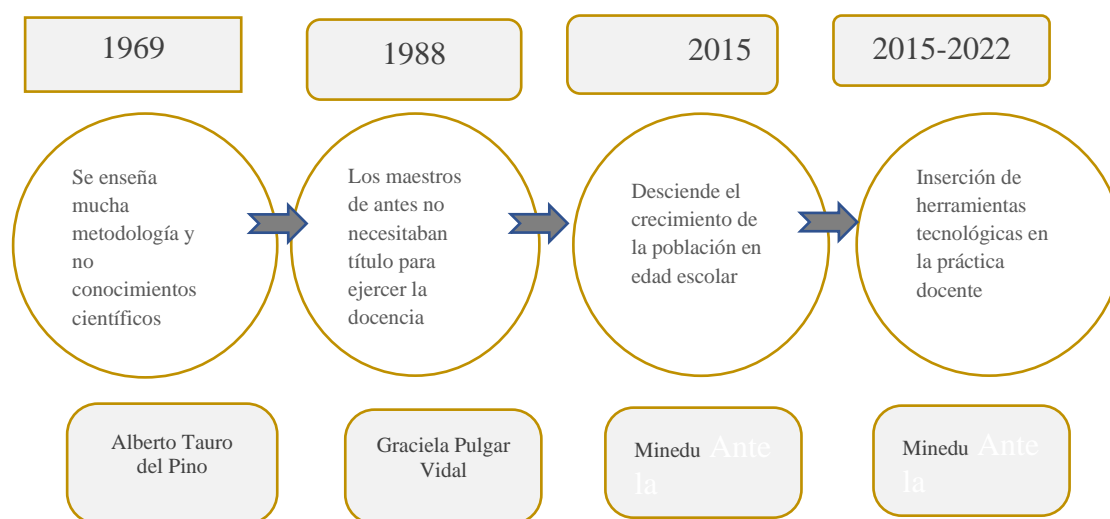 1969
1988
2015
2015-2022
Se enseña
mucha
metodología y
no
conocimientos
científicos
Los maestros
de antes no
necesitaban
título para
ejercer la
docencia
Desciende el
crecimiento de
la población en
edad escolar
Inserción de
herramientas
tecnológicas en
la práctica
docente
Alberto Tauro
del Pino
Graciela Pulgar
Vidal
Minedu Ante
la
Minedu Ante
la